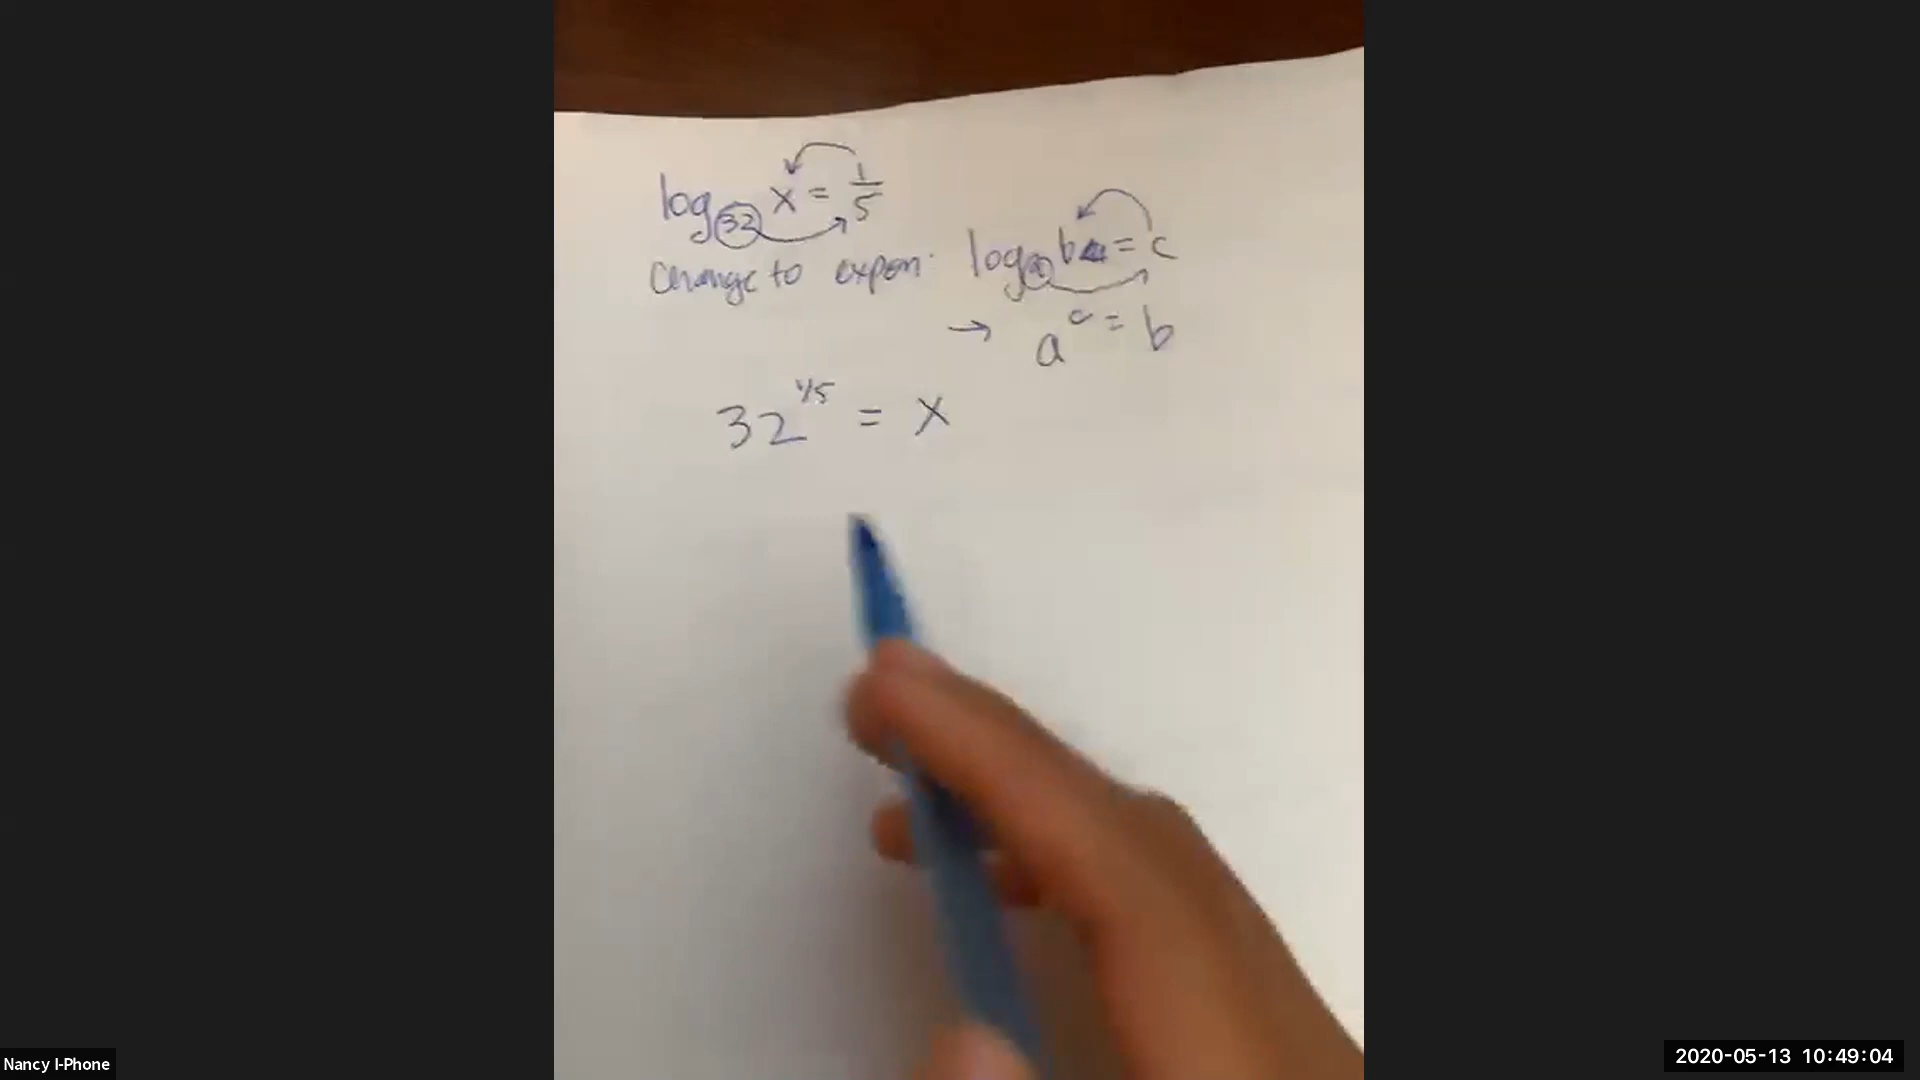 log₃₂ x = 1/5
change to expon. logₐ b = c
→ a^c = b
32^1/5 = x
Nancy I-Phone
2020-05-13 10:49:04